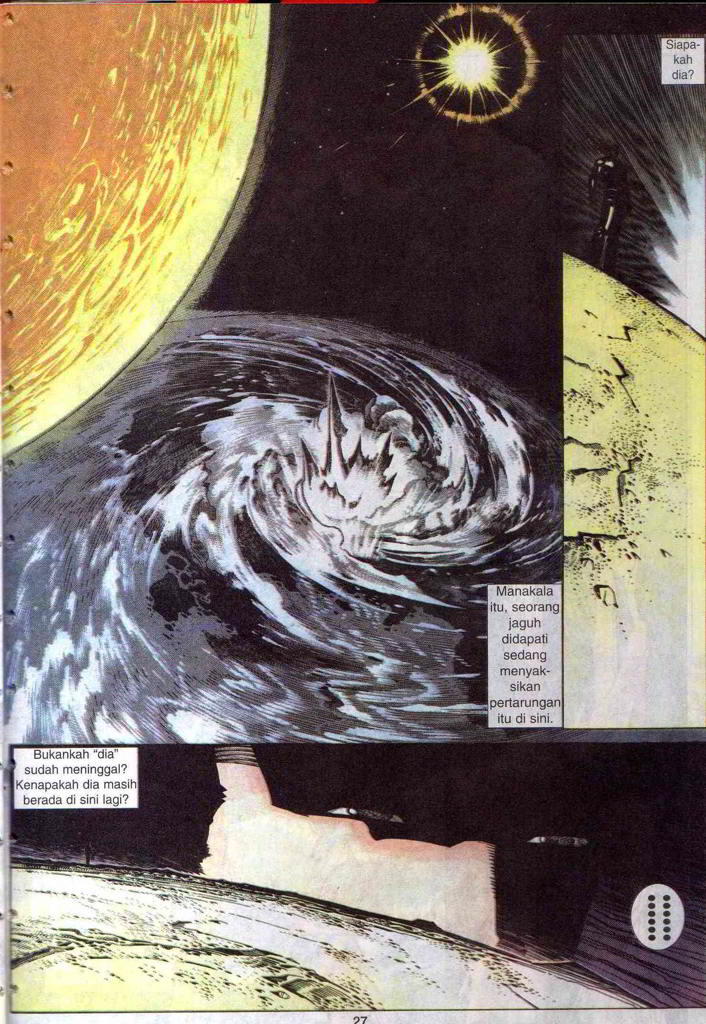 Siapa-
kah
dia?
Manakala
itu, seorang
jaguh
didapati
sedang
menyak-
sikan
pertarungan
itu di sini.
Bukankah "dia"
sudah meninggal?
Kenapakah dia masih
berada di sini lagi?
27